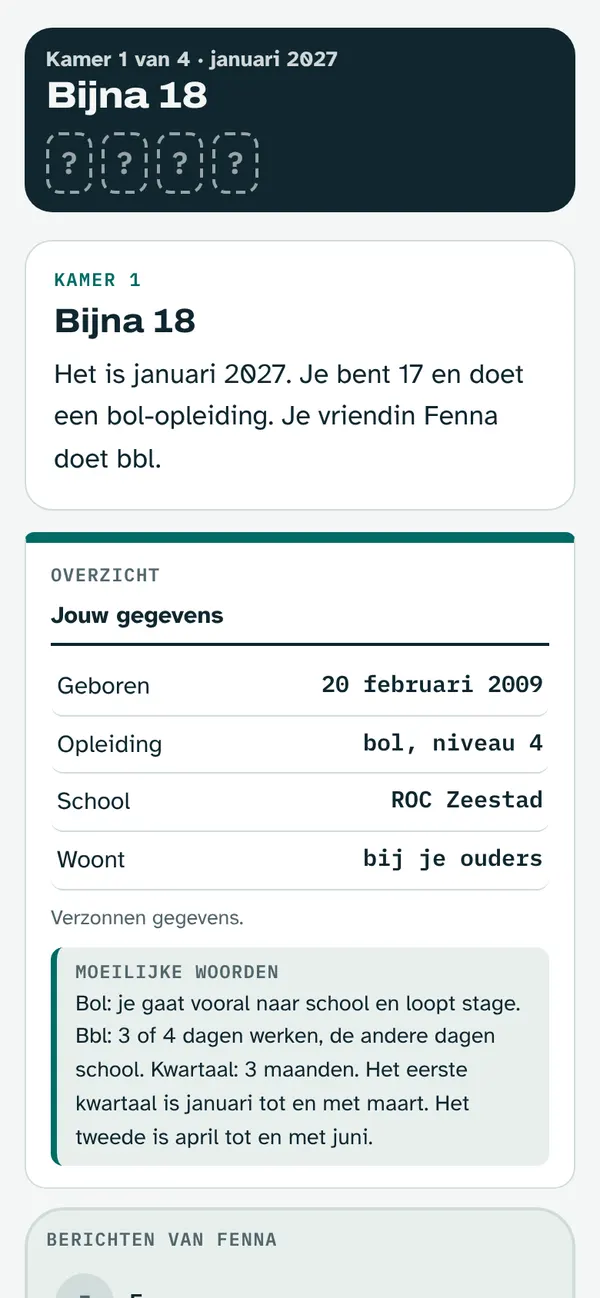 Kamer 1 van 4 · januari 2027
Bijna 18
? ? ? ?
KAMER 1
Bijna 18
Het is januari 2027. Je bent 17 en doet
een bol-opleiding. Je vriendin Fenna
doet bbl.
OVERZICHT
Jouw gegevens
Geboren 20 februari 2009
Opleiding bol, niveau 4
School ROC Zeestad
Woont bij je ouders
Verzonnen gegevens.
MOEILIJKE WOORDEN
Bol: je gaat vooral naar school en loopt stage.
Bbl: 3 of 4 dagen werken, de andere dagen
school. Kwartaal: 3 maanden. Het eerste
kwartaal is januari tot en met maart. Het
tweede is april tot en met juni.
BERICHTEN VAN FENNA